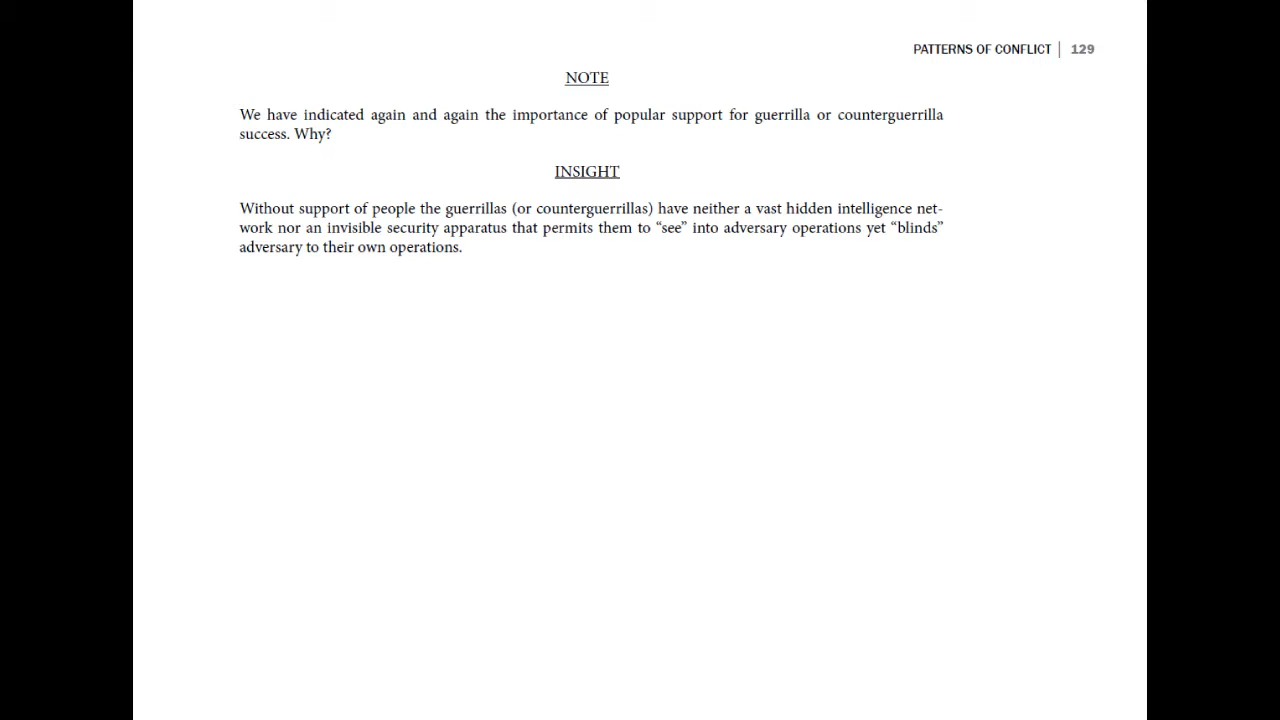 PATTERNS OF CONFLICT | 129
NOTE
We have indicated again and again the importance of popular support for guerrilla or counterguerrilla
success. Why?
INSIGHT
Without support of people the guerrillas (or counterguerrillas) have neither a vast hidden intelligence net-
work nor an invisible security apparatus that permits them to “see” into adversary operations yet “blinds”
adversary to their own operations.